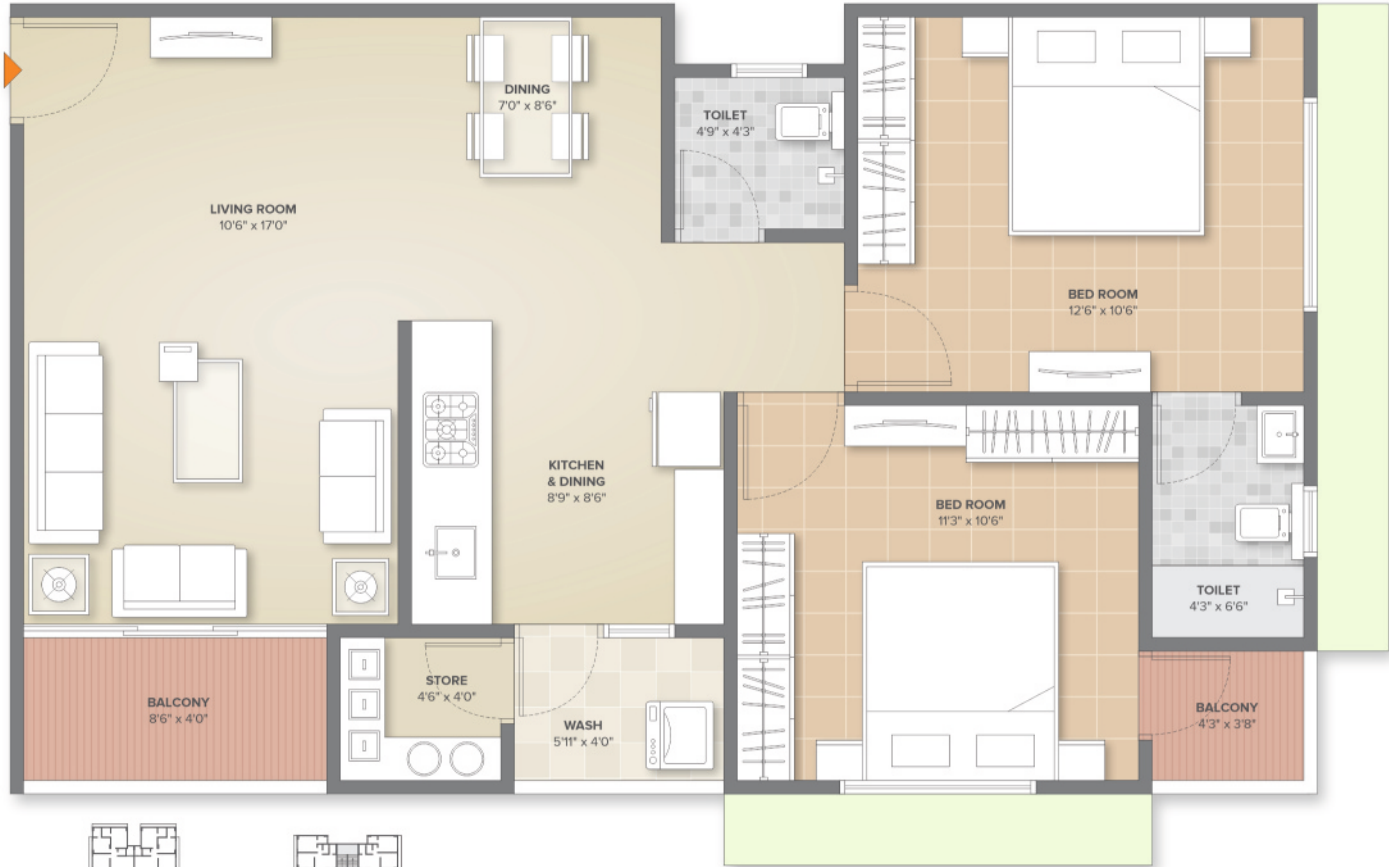 DINING
7'0" x 8'6"
TOILET
4'9" x 4'3"
LIVING ROOM
10'6" x 17'0"
BED ROOM
12'6" x 10'6"
KITCHEN
& DINING
8'9" x 8'6"
BED ROOM
11'3" x 10'6"
TOILET
4'3" x 6'6"
STORE
4'6" x 4'0"
BALCONY
8'6" x 4'0"
WASH
5'11" x 4'0"
BALCONY
4'3" x 3'8"